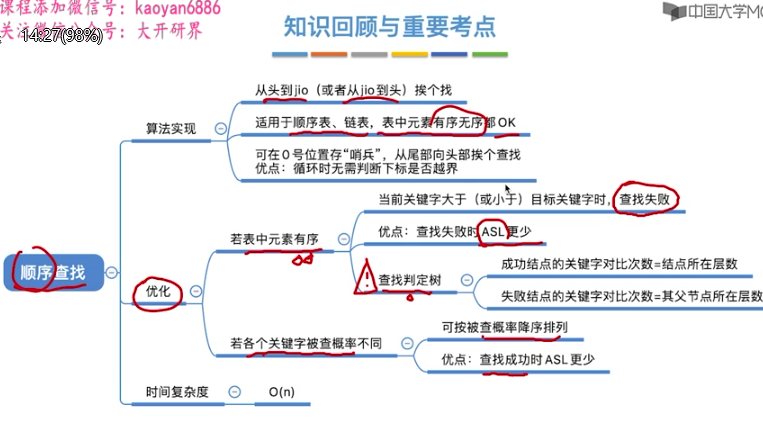 课程添加微信号：kaoyan6886
关注微信公众号：大开研界
14:27(98%)
中国大学MO
知识回顾与重要考点
从头到jio（或者从jio到头）挨个找
算法实现
适用于顺序表、链表，表中元素有序无序都OK
可在0号位置存“哨兵”，从尾部向头部挨个查找
优点：循环时无需判断下标是否越界
当前关键字大于（或小于）目标关键字时，查找失败
若表中元素有序
优点：查找失败时ASL更少
查找判定树
成功结点的关键字对比次数=结点所在层数
失败结点的关键字对比次数=其父节点所在层数
顺序查找
优化
若各个关键字被查概率不同
可按被查概率降序排列
优点：查找成功时ASL更少
时间复杂度
O(n)